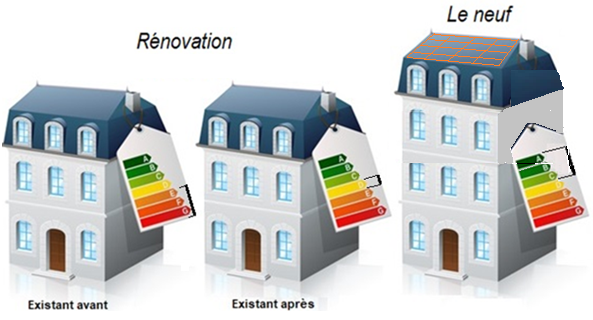 Le neuf
Rénovation
A
B
C
D
E
F
G
A
B
C
D
E
F
G
A
B
C
D
E
F
G
Existant avant
Existant après